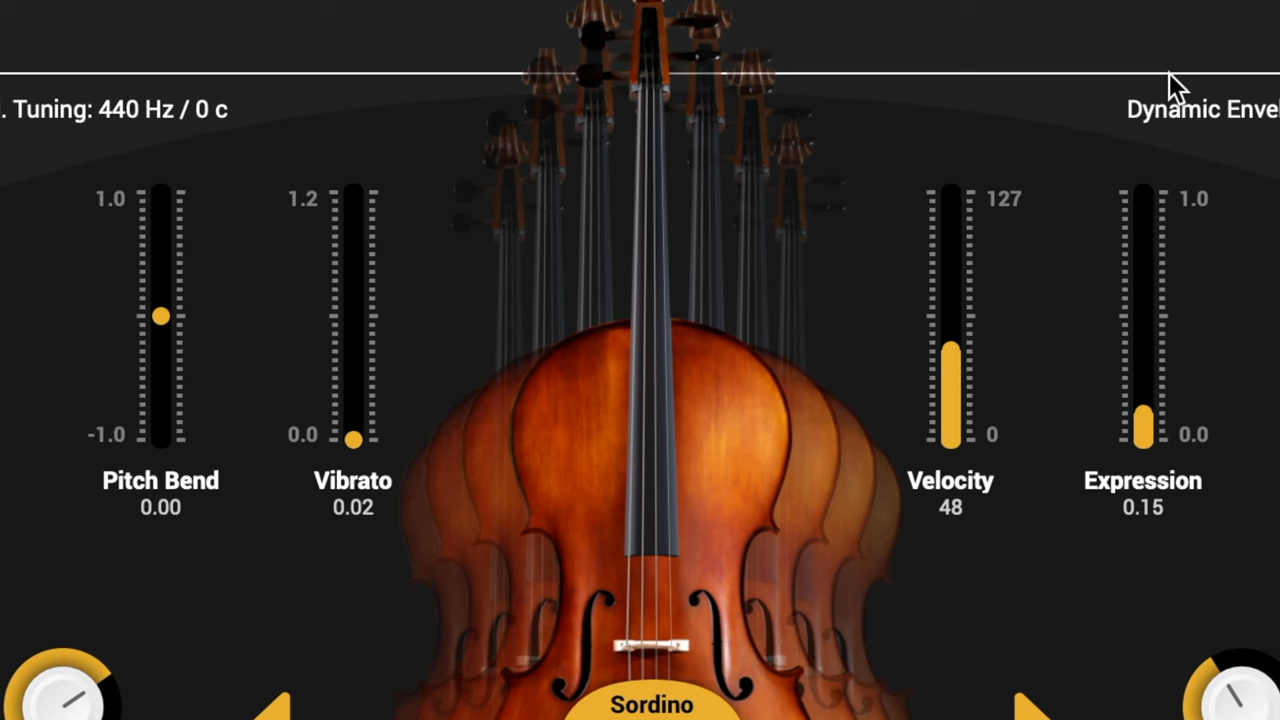 . Tuning: 440 Hz / 0 c
Dynamic Enve
1.0
1.2
127
1.0
-1.0
0.0
0
0.0
Pitch Bend
Vibrato
Velocity
Expression
0.00
0.02
48
0.15
Sordino